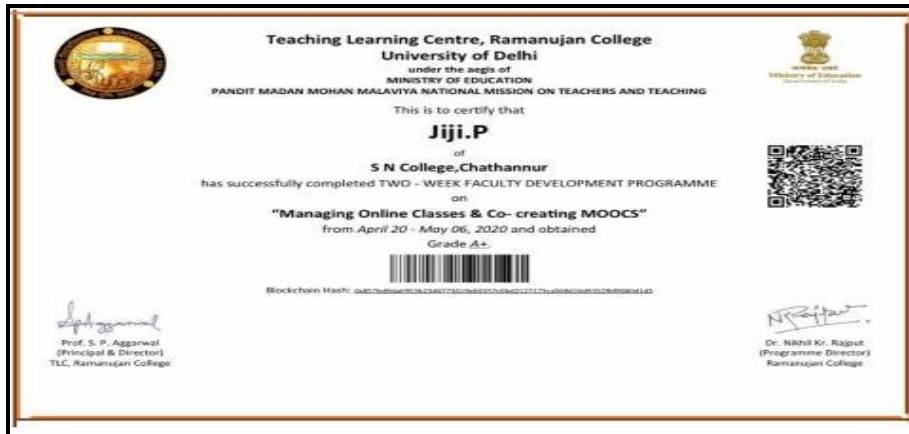 Teaching Learning Centre, Ramanujan College
University of Delhi
under the aegis of
MINISTRY OF EDUCATION
PANDIT MADAN MOHAN MALAVIYA NATIONAL MISSION ON TEACHERS AND TEACHING
Ministry of Education
This is to certify that
Jiji.P
of
S N College,Chathannur
has successfully completed TWO - WEEK FACULTY DEVELOPMENT PROGRAMME
on
"Managing Online Classes & Co- creating MOOCS"
from April 20 - May 06, 2020 and obtained
Grade A+.
Blockchain Hash:
Prof. S. P. Aggarwal
(Principal & Director)
TLC, Ramanujan College
Dr. Nikhil Kr. Rajput
(Programme Director)
Ramanujan College